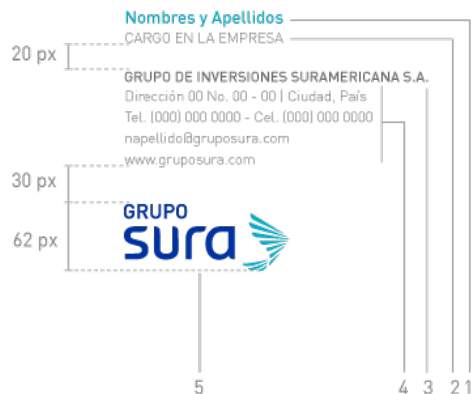 Nombres y Apellidos
CARGO EN LA EMPRESA
20 px
GRUPO DE INVERSIONES SURAMERICANA S.A.
Dirección 00 No. 00 - 00 | Ciudad, País
Tel. (000) 000 0000 - Cel. (000) 000 0000
napellido@gruposura.com
www.gruposura.com
30 px
GRUPO
sura
62 px
5 4 3 2 1